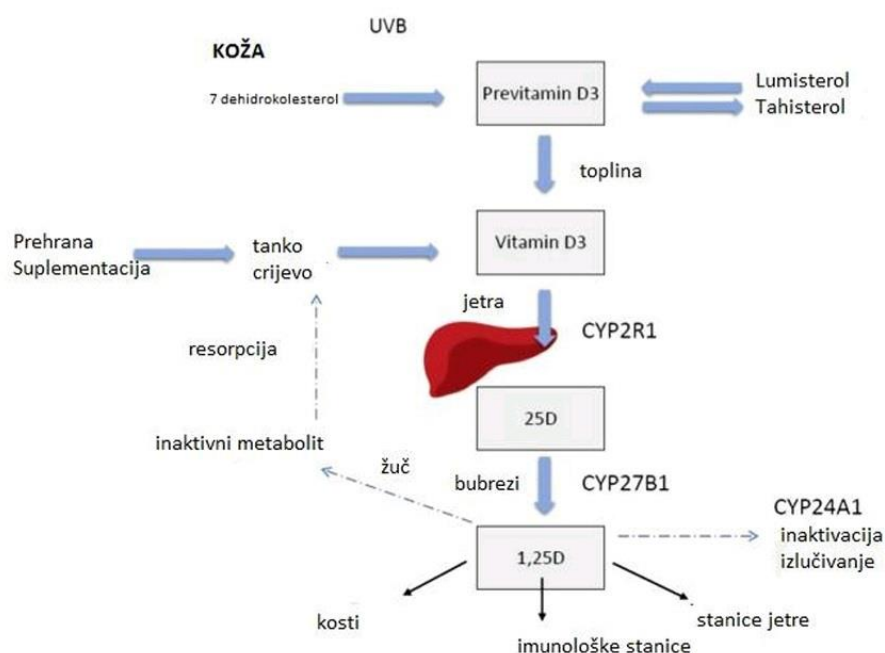 UVB
KOŽA
7 dehidrokolesterol
Previtamin D3
Lumisterol
Tahisterol
toplina
Prehrana
Suplementacija
tanko
crijevo
Vitamin D3
jetra
CYP2R1
resorpcija
25D
inaktivni metabolit
žuč
bubrezi
CYP27B1
CYP24A1
inaktivacija
izlučivanje
1,25D
kosti
imunološke stanice
stanice jetre